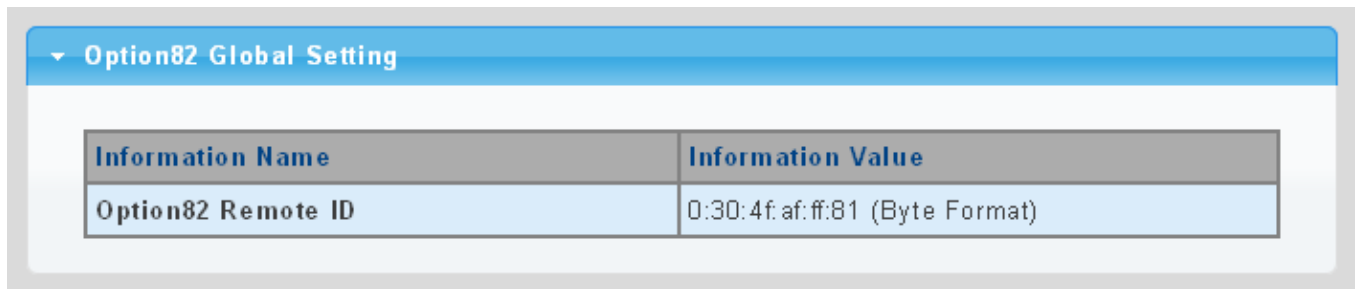 Option82 Global Setting
Information Name Information Value
Option82 Remote ID 0:30:4f:af:ff:81 (Byte Format)